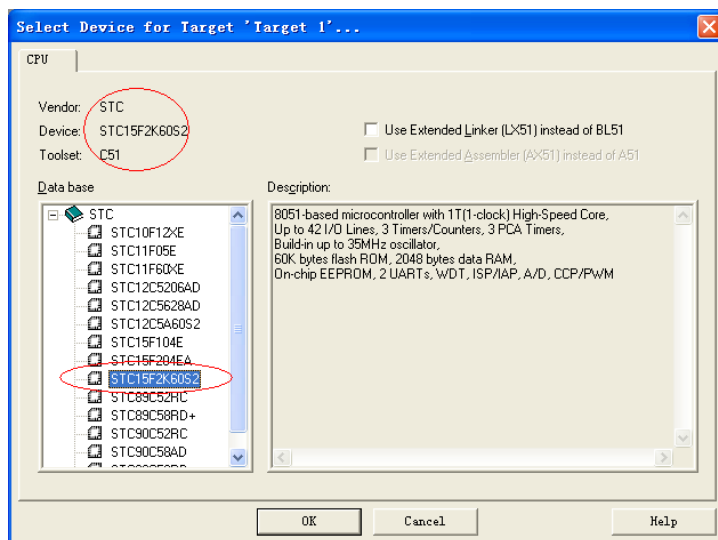 Select Device for Target 'Target 1'...
CPU
Vendor: STC
Device: STC15F2K60S2
Toolset: C51
Use Extended Linker (LX51) instead of BL51
Use Extended Assembler (AX51) instead of A51
Data base
Description:
STC
STC10F12XE
STC11F05E
STC11F60XE
STC12C5206AD
STC12C5628AD
STC12C5A60S2
STC15F104E
STC15F204EA
STC15F2K60S2
STC89C52RC
STC89C58RD+
STC90C52RC
STC90C58AD
8051-based microcontroller with 1T(1-clock) High-Speed Core,
Up to 42 I/O Lines, 3 Timers/Counters, 3 PCA Timers,
Build-in up to 35MHz oscillator,
60K bytes flash ROM, 2048 bytes data RAM,
On-chip EEPROM, 2 UARTs, WDT, ISP/IAP, A/D, CCP/PWM
OK
Cancel
Help